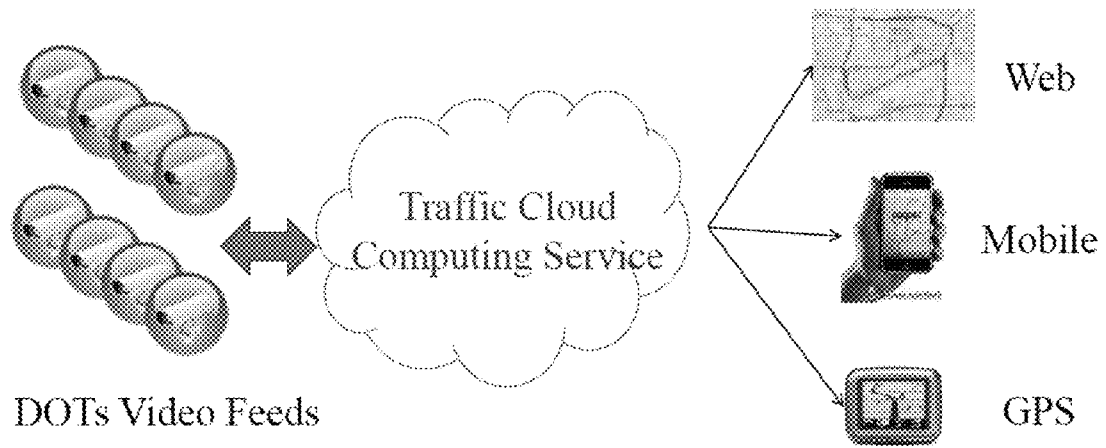 Web
Traffic Cloud
Computing Service
Mobile
DOTs Video Feeds
GPS